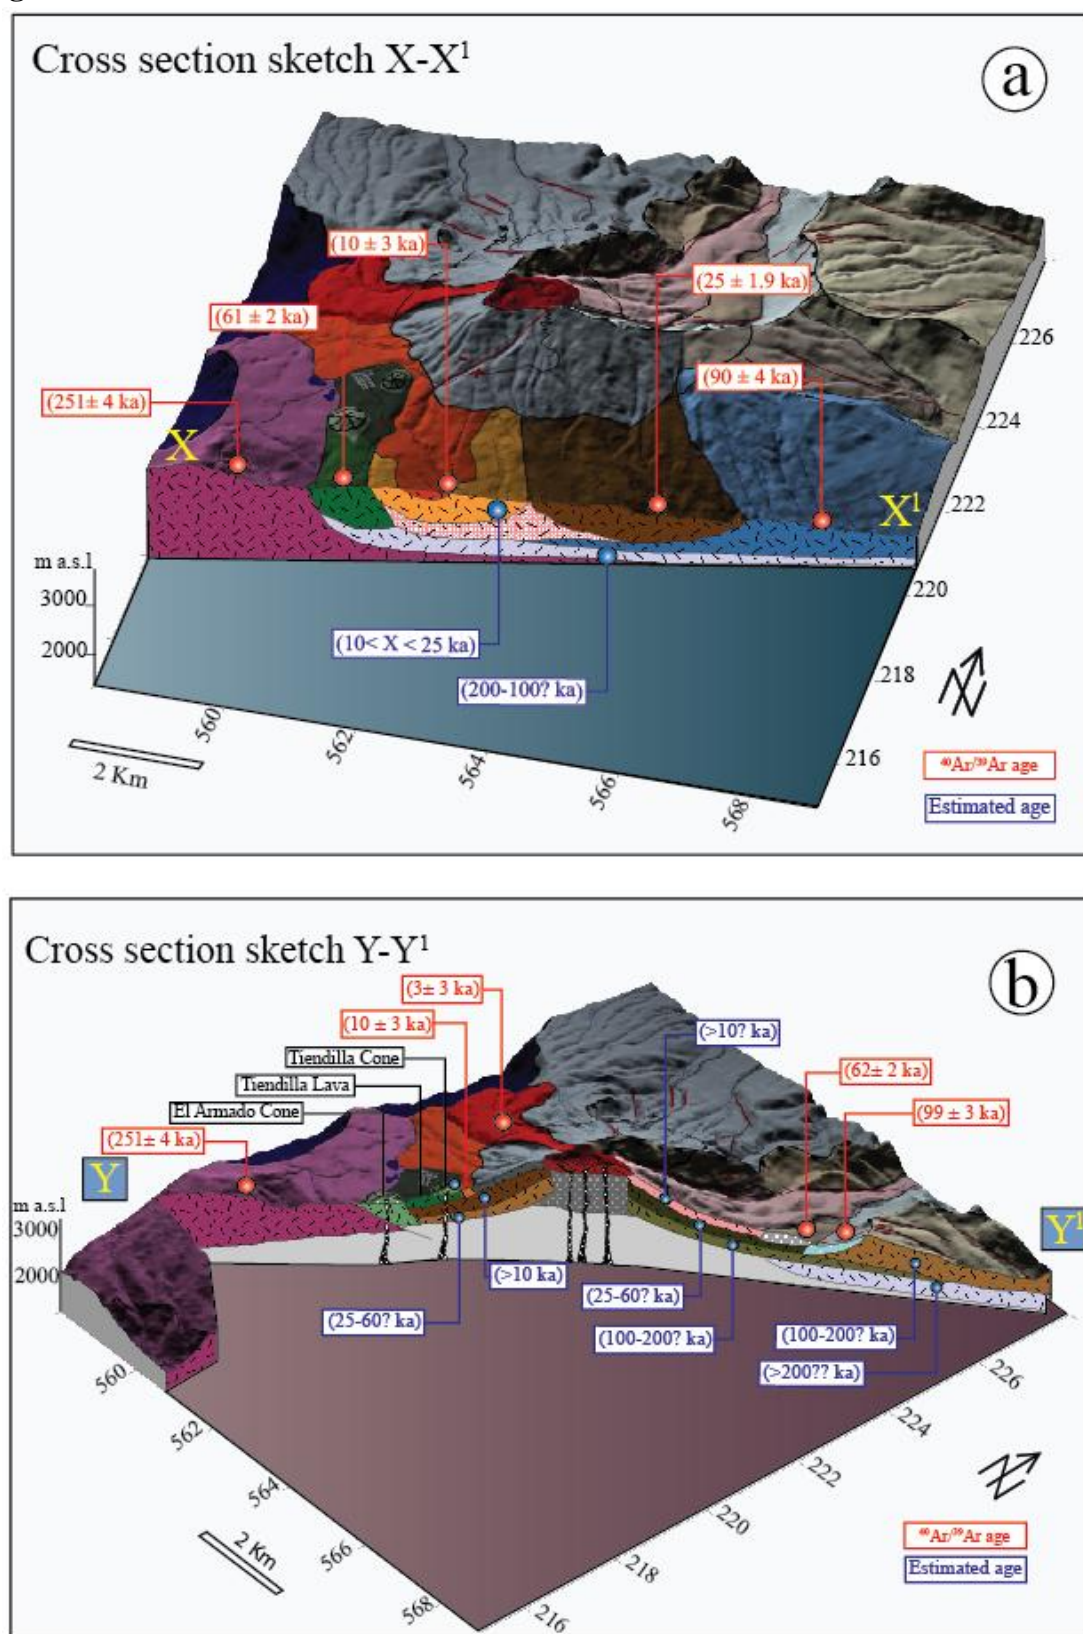 Cross section sketch X-X¹
a
(10 ± 3 ka)
(25 ± 1.9 ka)
(61 ± 2 ka)
(90 ± 4 ka)
(251± 4 ka)
X
X¹
226
224
222
220
218
216
m a.s.l
3000
2000
(10< X < 25 ka)
(200-100? ka)
560
562
564
566
568
2 Km
N
⁴⁰Ar/³⁹Ar age
Estimated age
Cross section sketch Y-Y¹
b
(3± 3 ka)
(10 ± 3 ka)
(>10? ka)
Tiendilla Cone
(62± 2 ka)
Tiendilla Lava
El Armado Cone
(99 ± 3 ka)
(251± 4 ka)
Y
Y¹
m a.s.l
3000
2000
(>10 ka)
(25-60? ka)
(25-60? ka)
(100-200? ka)
(100-200? ka)
(>200?? ka)
560
562
564
566
568
226
224
222
220
218
216
2 Km
N
⁴⁰Ar/³⁹Ar age
Estimated age